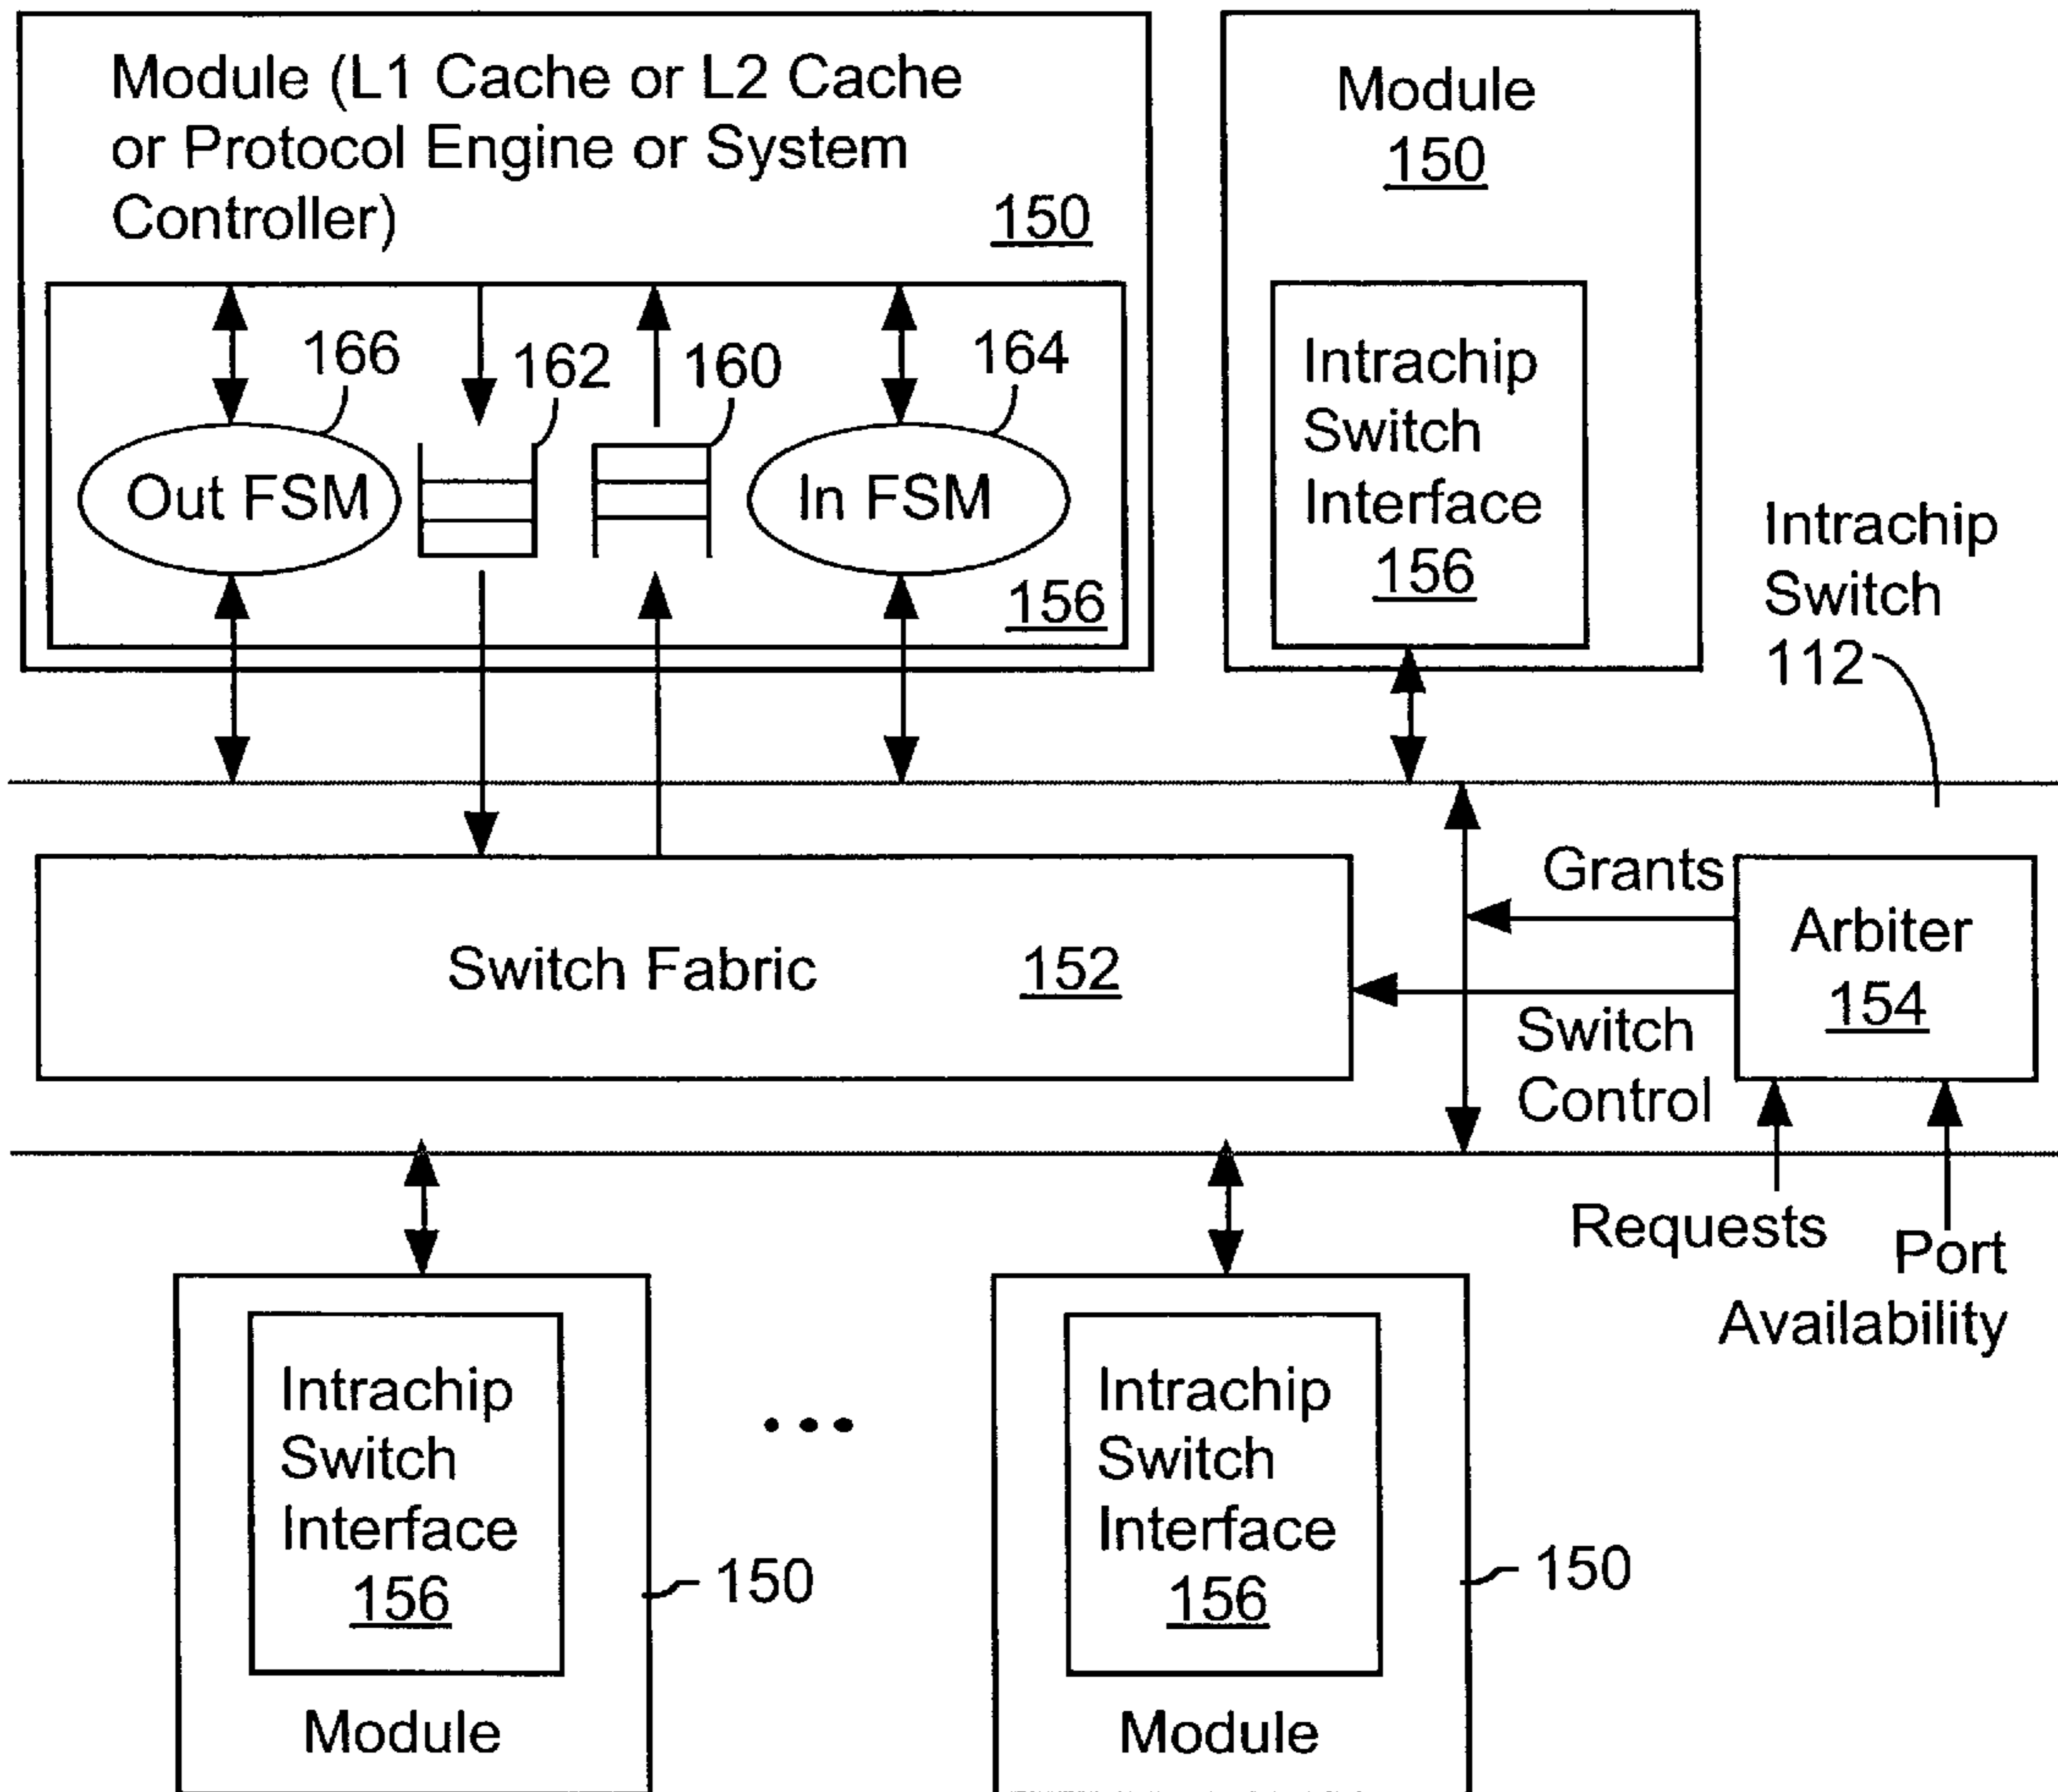 Module (L1 Cache or L2 Cache
or Protocol Engine or System
Controller)
150
166
162
160
164
Out FSM
In FSM
156
Module
150
Intrachip
Switch
Interface
156
Intrachip
Switch
112
Switch Fabric 152
Grants
Arbiter
154
Switch
Control
Requests
Port
Availability
Intrachip
Switch
Interface
156
150
Module
Intrachip
Switch
Interface
156
150
Module